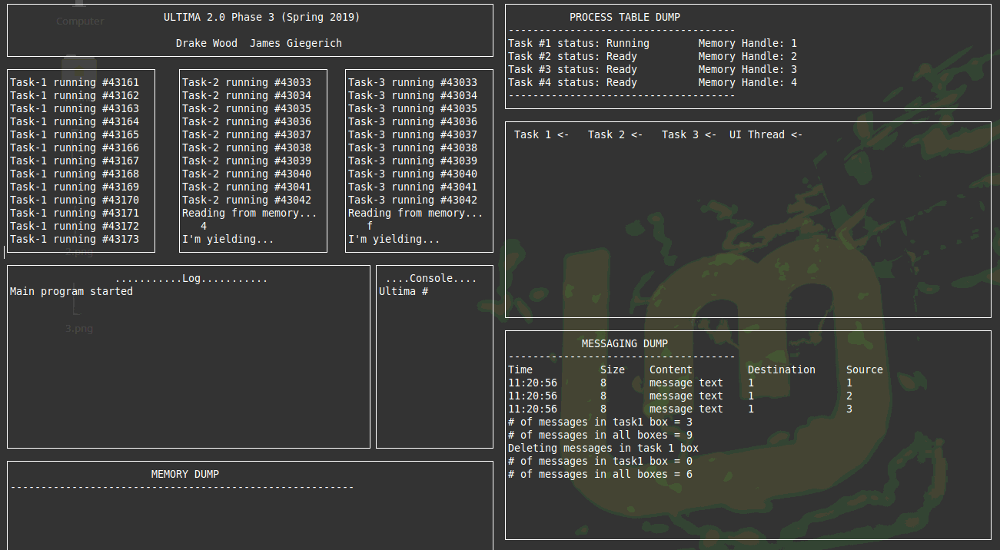 Computer
ULTIMA 2.0 Phase 3 (Spring 2019)
Drake Wood  James Giegerich
Task-1 running #43161
Task-1 running #43162
Task-1 running #43163
Task-1 running #43164
Task-1 running #43165
Task-1 running #43166
Task-1 running #43167
Task-1 running #43168
Task-1 running #43169
Task-1 running #43170
Task-1 running #43171
Task-1 running #43172
Task-1 running #43173
2.png
Task-2 running #43033
Task-2 running #43034
Task-2 running #43035
Task-2 running #43036
Task-2 running #43037
Task-2 running #43038
Task-2 running #43039
Task-2 running #43040
Task-2 running #43041
Task-2 running #43042
Reading from memory...
4
I'm yielding...
Task-3 running #43033
Task-3 running #43034
Task-3 running #43035
Task-3 running #43036
Task-3 running #43037
Task-3 running #43038
Task-3 running #43039
Task-3 running #43040
Task-3 running #43041
Task-3 running #43042
Reading from memory...
f
I'm yielding...
...........Log...........
Main program started
3.png
....Console....
Ultima #
MEMORY DUMP
--------------------------------------------------------
PROCESS TABLE DUMP
-------------------------------------
Task #1 status: Running        Memory Handle: 1
Task #2 status: Ready          Memory Handle: 2
Task #3 status: Ready          Memory Handle: 3
Task #4 status: Ready          Memory Handle: 4
-------------------------------------
Task 1 <-   Task 2 <-   Task 3 <-  UI Thread <-
MESSAGING DUMP
-------------------------------------
Time           Size    Content         Destination     Source
11:20:56       8       message text    1               1
11:20:56       8       message text    1               2
11:20:56       8       message text    1               3
# of messages in task1 box = 3
# of messages in all boxes = 9
Deleting messages in task 1 box
# of messages in task1 box = 0
# of messages in all boxes = 6